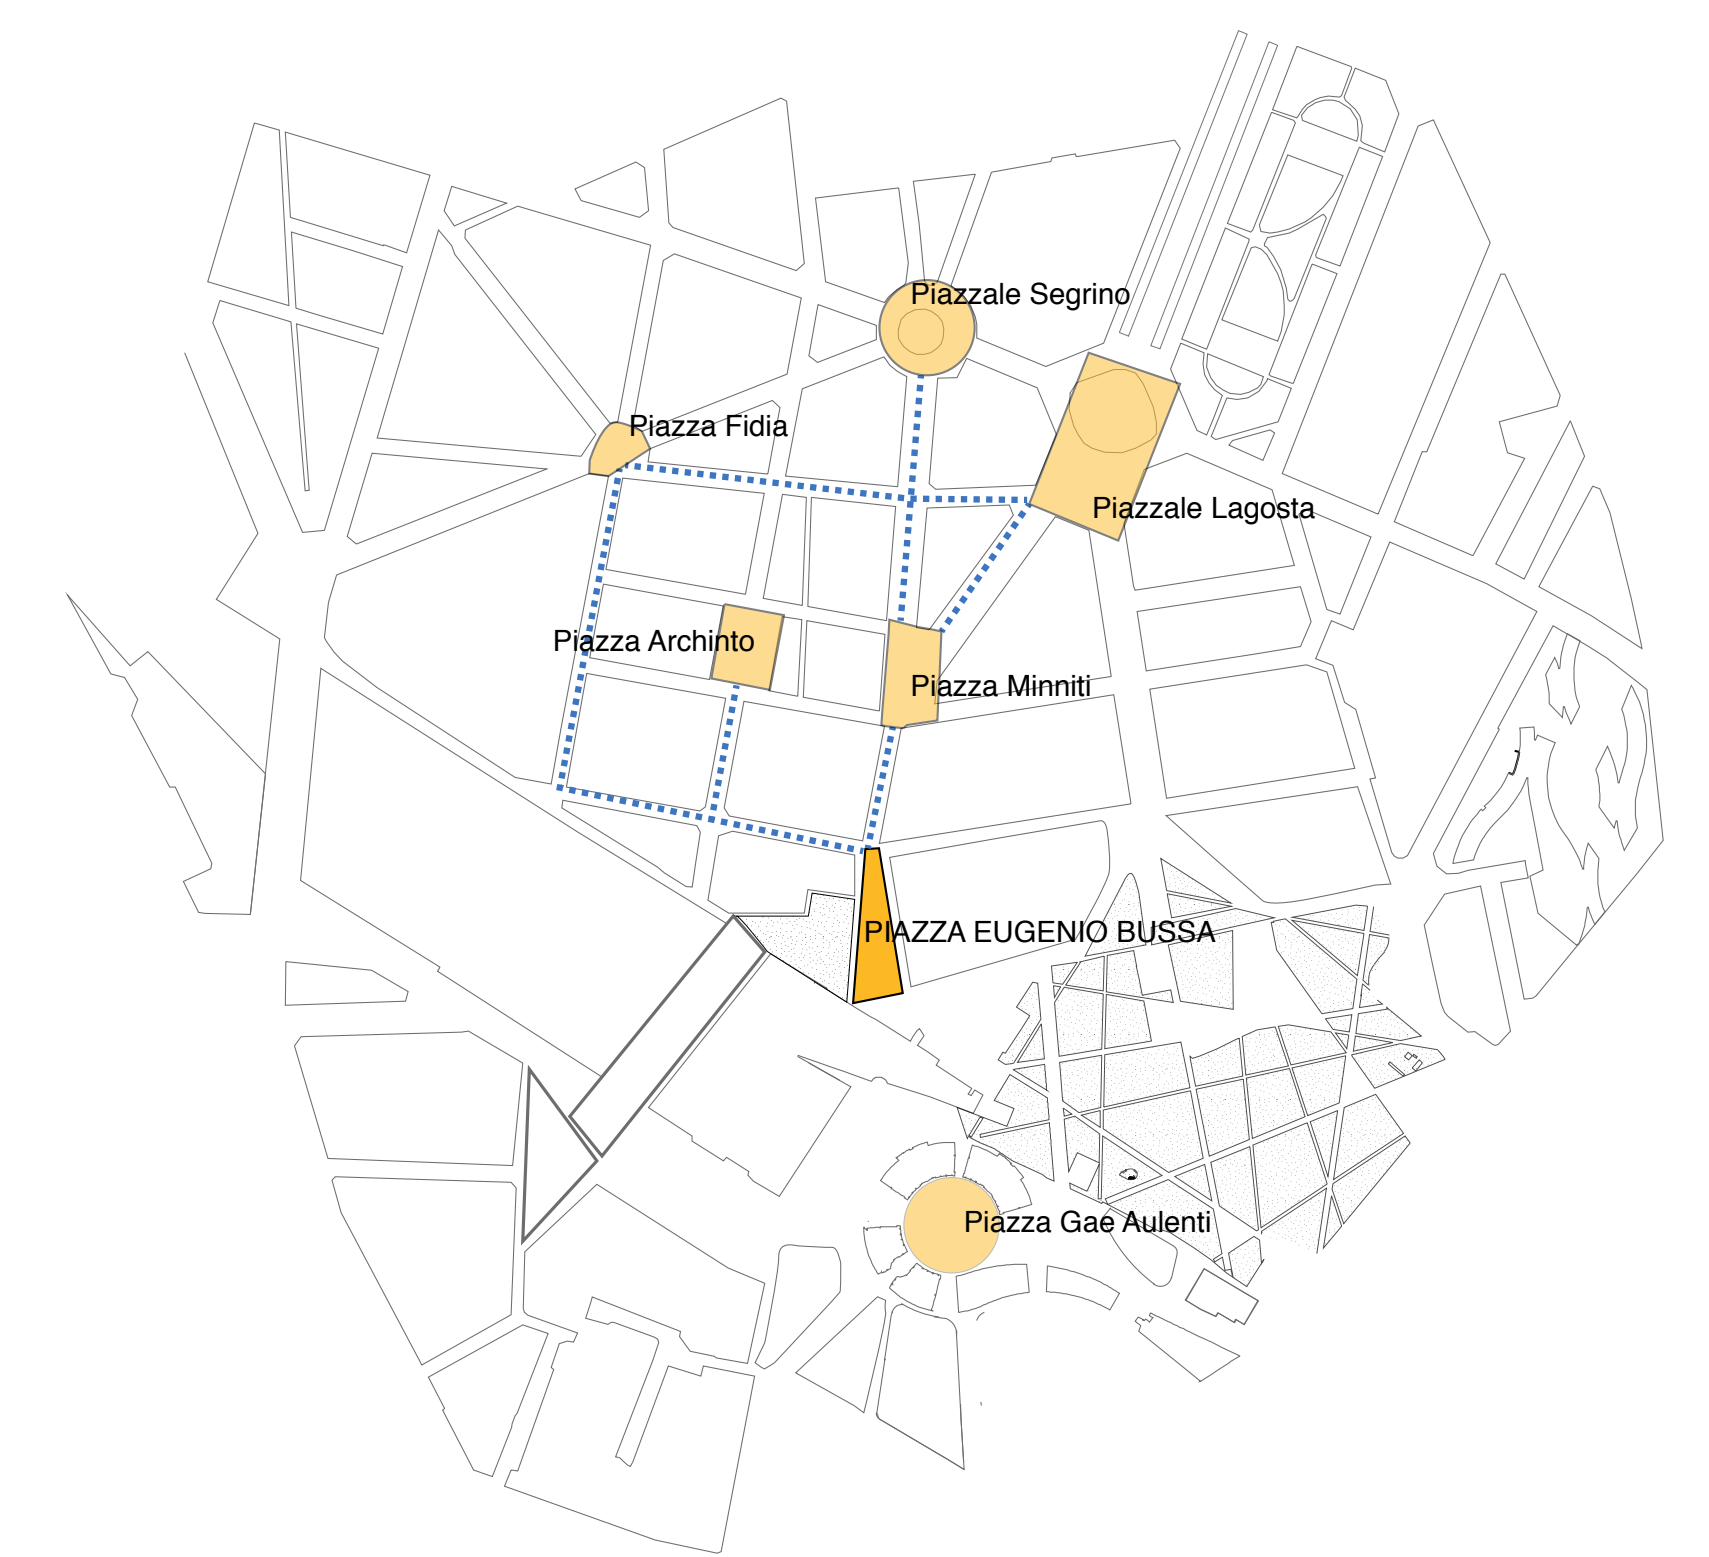 Piazzale Segrino
Piazza Fidia
Piazzale Lagosta
Piazza Archinto
Piazza Minniti
PIAZZA EUGENIO BUSSA
Piazza Gae Aulenti